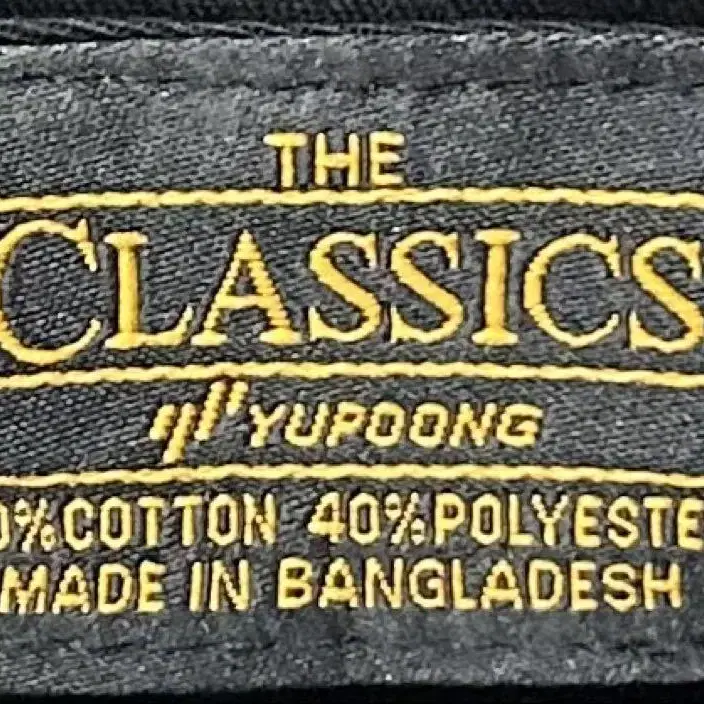 THE
CLASSICS
YUPOONG
0%COTTON 40%POLYESTE
MADE IN BANGLADESH